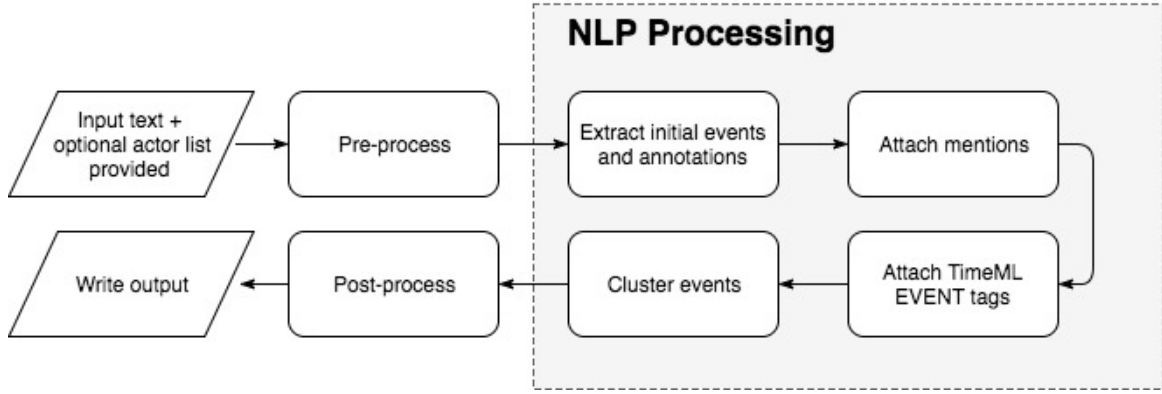 NLP Processing
Input text +
optional actor list
provided
Pre-process
Extract initial events
and annotations
Attach mentions
Attach TimeML
EVENT tags
Cluster events
Post-process
Write output